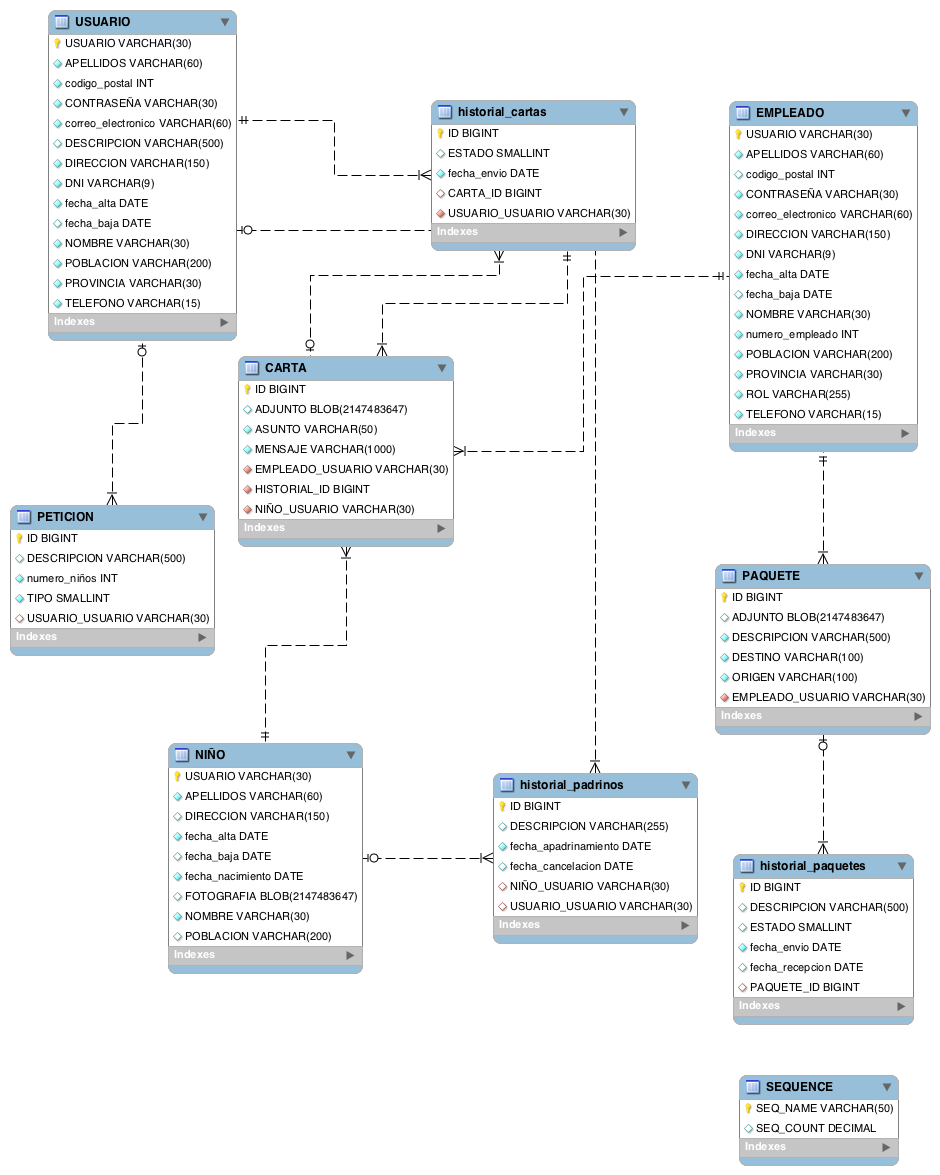 USUARIO
USUARIO VARCHAR(30)
APELLIDOS VARCHAR(60)
codigo_postal INT
CONTRASEÑA VARCHAR(30)
correo_electronico VARCHAR(60)
DESCRIPCION VARCHAR(500)
DIRECCION VARCHAR(150)
DNI VARCHAR(9)
fecha_alta DATE
fecha_baja DATE
NOMBRE VARCHAR(30)
POBLACION VARCHAR(200)
PROVINCIA VARCHAR(30)
TELEFONO VARCHAR(15)
Indexes
historial_cartas
ID BIGINT
ESTADO SMALLINT
fecha_envio DATE
CARTA_ID BIGINT
USUARIO_USUARIO VARCHAR(30)
Indexes
EMPLEADO
USUARIO VARCHAR(30)
APELLIDOS VARCHAR(60)
codigo_postal INT
CONTRASEÑA VARCHAR(30)
correo_electronico VARCHAR(60)
DIRECCION VARCHAR(150)
DNI VARCHAR(9)
fecha_alta DATE
fecha_baja DATE
NOMBRE VARCHAR(30)
numero_empleado INT
POBLACION VARCHAR(200)
PROVINCIA VARCHAR(30)
ROL VARCHAR(255)
TELEFONO VARCHAR(15)
Indexes
CARTA
ID BIGINT
ADJUNTO BLOB(2147483647)
ASUNTO VARCHAR(50)
MENSAJE VARCHAR(1000)
EMPLEADO_USUARIO VARCHAR(30)
HISTORIAL_ID BIGINT
NIÑO_USUARIO VARCHAR(30)
Indexes
PETICION
ID BIGINT
DESCRIPCION VARCHAR(500)
numero_niños INT
TIPO SMALLINT
USUARIO_USUARIO VARCHAR(30)
Indexes
PAQUETE
ID BIGINT
ADJUNTO BLOB(2147483647)
DESCRIPCION VARCHAR(500)
DESTINO VARCHAR(100)
ORIGEN VARCHAR(100)
EMPLEADO_USUARIO VARCHAR(30)
Indexes
NIÑO
USUARIO VARCHAR(30)
APELLIDOS VARCHAR(60)
DIRECCION VARCHAR(150)
fecha_alta DATE
fecha_baja DATE
fecha_nacimiento DATE
FOTOGRAFIA BLOB(2147483647)
NOMBRE VARCHAR(30)
POBLACION VARCHAR(200)
Indexes
historial_padrinos
ID BIGINT
DESCRIPCION VARCHAR(255)
fecha_apadrinamiento DATE
fecha_cancelacion DATE
NIÑO_USUARIO VARCHAR(30)
USUARIO_USUARIO VARCHAR(30)
Indexes
historial_paquetes
ID BIGINT
DESCRIPCION VARCHAR(500)
ESTADO SMALLINT
fecha_envio DATE
fecha_recepcion DATE
PAQUETE_ID BIGINT
Indexes
SEQUENCE
SEQ_NAME VARCHAR(50)
SEQ_COUNT DECIMAL
Indexes